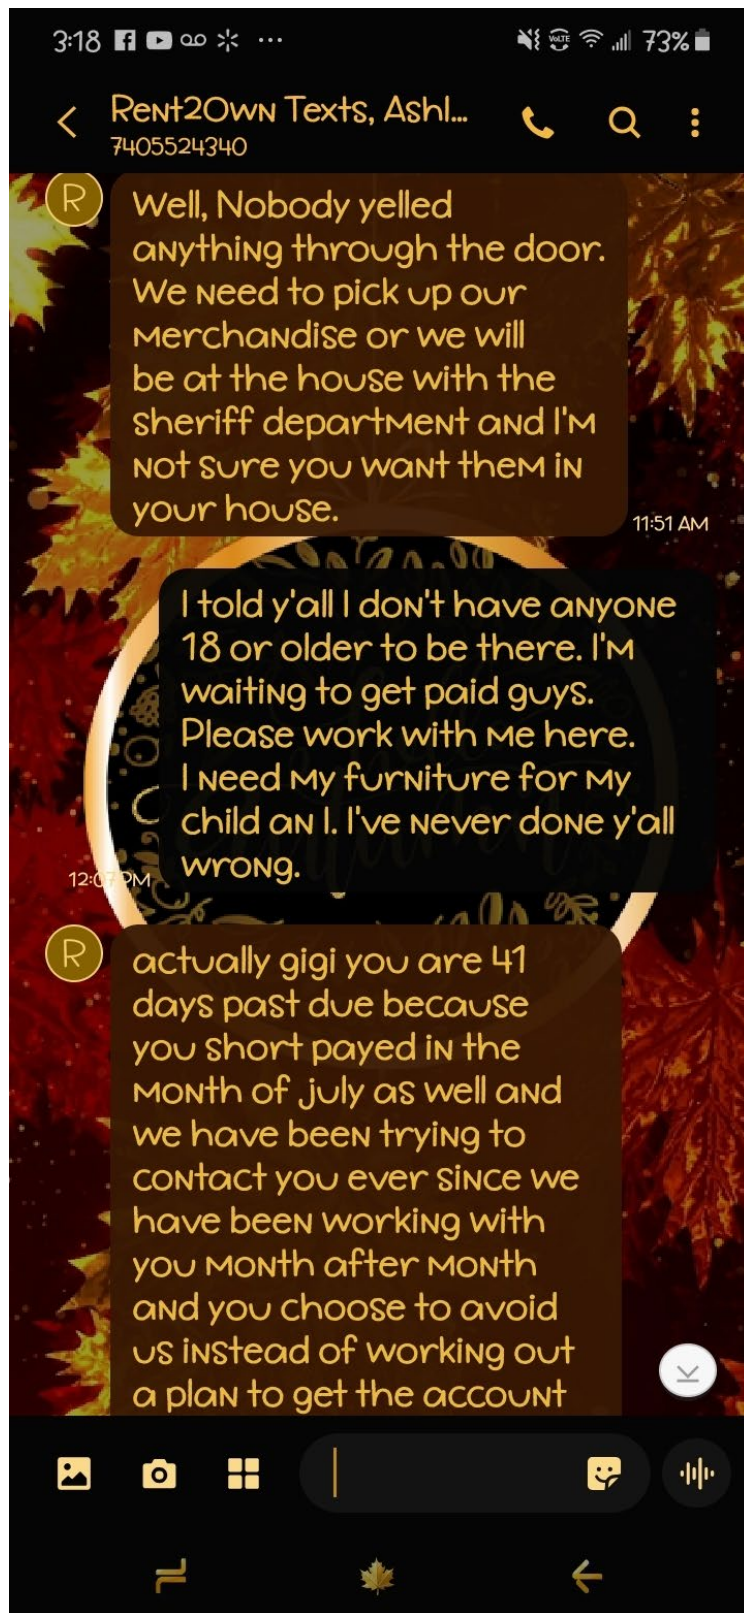 3:18
73%
Rent2Own Texts, Ashl...
7405524340
R
Well, Nobody yelled
anything through the door.
We need to pick up our
merchandise or we will
be at the house with the
sheriff department and I'm
not sure you want them in
your house.
11:51 AM
I told y'all I don't have anyone
18 or older to be there. I'm
waiting to get paid guys.
Please work with me here.
I need my furniture for my
child an I. I've never done y'all
wrong.
12:07 PM
R
actually gigi you are 41
days past due because
you short payed in the
month of july as well and
we have been trying to
contact you ever since we
have been working with
you month after month
and you choose to avoid
us instead of working out
a plan to get the account